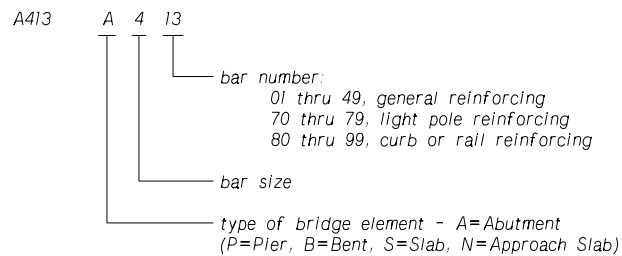 A413 A 4 13
bar number:
01 thru 49, general reinforcing
70 thru 79, light pole reinforcing
80 thru 99, curb or rail reinforcing
bar size
type of bridge element - A=Abutment
(P=Pier, B=Bent, S=Slab, N=Approach Slab)